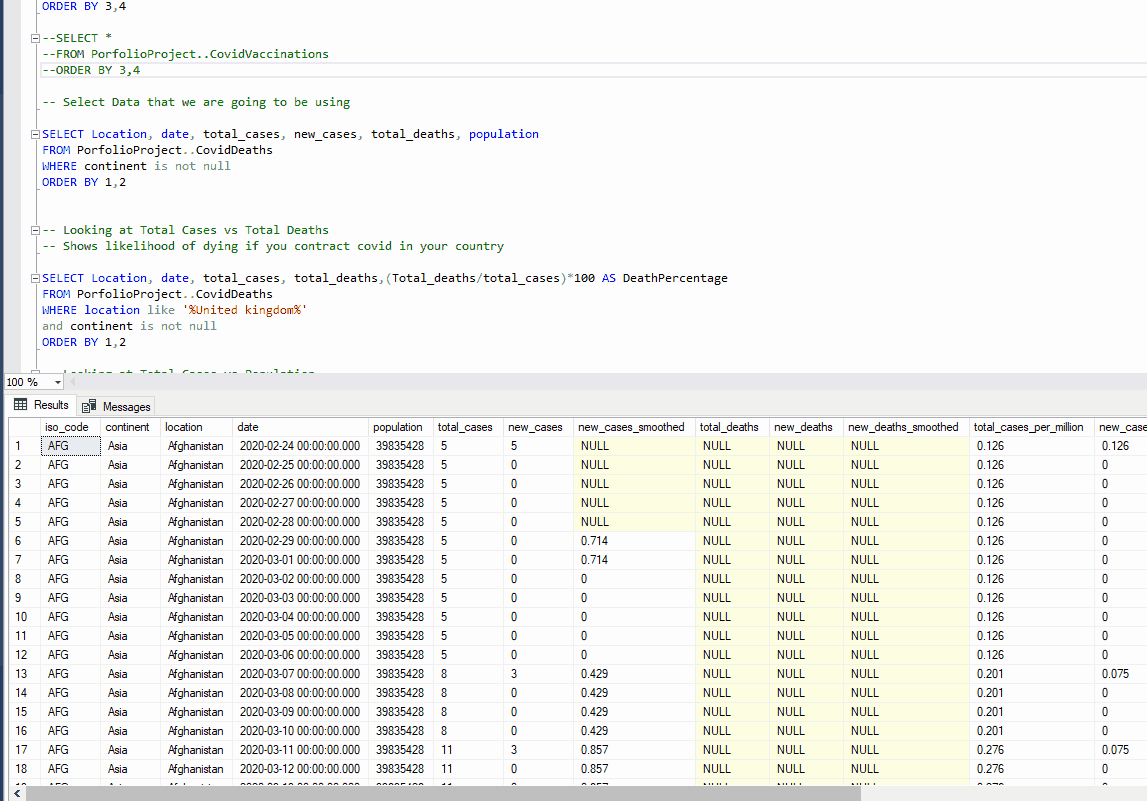 ORDER BY 3,4
--SELECT *
--FROM PorfolioProject..CovidVaccinations
--ORDER BY 3,4
-- Select Data that we are going to be using
SELECT Location, date, total_cases, new_cases, total_deaths, population
FROM PorfolioProject..CovidDeaths
WHERE continent is not null
ORDER BY 1,2
-- Looking at Total Cases vs Total Deaths
-- Shows likelihood of dying if you contract covid in your country
SELECT Location, date, total_cases, total_deaths,(Total_deaths/total_cases)*100 AS DeathPercentage
FROM PorfolioProject..CovidDeaths
WHERE location like '%United kingdom%'
and continent is not null
ORDER BY 1,2
100 %
Results Messages
iso_code continent location date population total_cases new_cases new_cases_smoothed total_deaths new_deaths new_deaths_smoothed total_cases_per_million new_case
1 AFG Asia Afghanistan 2020-02-24 00:00:00.000 39835428 5 5 NULL NULL NULL NULL 0.126 0.126
2 AFG Asia Afghanistan 2020-02-25 00:00:00.000 39835428 5 0 NULL NULL NULL NULL 0.126 0
3 AFG Asia Afghanistan 2020-02-26 00:00:00.000 39835428 5 0 NULL NULL NULL NULL 0.126 0
4 AFG Asia Afghanistan 2020-02-27 00:00:00.000 39835428 5 0 NULL NULL NULL NULL 0.126 0
5 AFG Asia Afghanistan 2020-02-28 00:00:00.000 39835428 5 0 NULL NULL NULL NULL 0.126 0
6 AFG Asia Afghanistan 2020-02-29 00:00:00.000 39835428 5 0 0.714 NULL NULL NULL 0.126 0
7 AFG Asia Afghanistan 2020-03-01 00:00:00.000 39835428 5 0 0.714 NULL NULL NULL 0.126 0
8 AFG Asia Afghanistan 2020-03-02 00:00:00.000 39835428 5 0 0 NULL NULL NULL 0.126 0
9 AFG Asia Afghanistan 2020-03-03 00:00:00.000 39835428 5 0 0 NULL NULL NULL 0.126 0
10 AFG Asia Afghanistan 2020-03-04 00:00:00.000 39835428 5 0 0 NULL NULL NULL 0.126 0
11 AFG Asia Afghanistan 2020-03-05 00:00:00.000 39835428 5 0 0 NULL NULL NULL 0.126 0
12 AFG Asia Afghanistan 2020-03-06 00:00:00.000 39835428 5 0 0 NULL NULL NULL 0.126 0
13 AFG Asia Afghanistan 2020-03-07 00:00:00.000 39835428 8 3 0.429 NULL NULL NULL 0.201 0.075
14 AFG Asia Afghanistan 2020-03-08 00:00:00.000 39835428 8 0 0.429 NULL NULL NULL 0.201 0
15 AFG Asia Afghanistan 2020-03-09 00:00:00.000 39835428 8 0 0.429 NULL NULL NULL 0.201 0
16 AFG Asia Afghanistan 2020-03-10 00:00:00.000 39835428 8 0 0.429 NULL NULL NULL 0.201 0
17 AFG Asia Afghanistan 2020-03-11 00:00:00.000 39835428 11 3 0.857 NULL NULL NULL 0.276 0.075
18 AFG Asia Afghanistan 2020-03-12 00:00:00.000 39835428 11 0 0.857 NULL NULL NULL 0.276 0